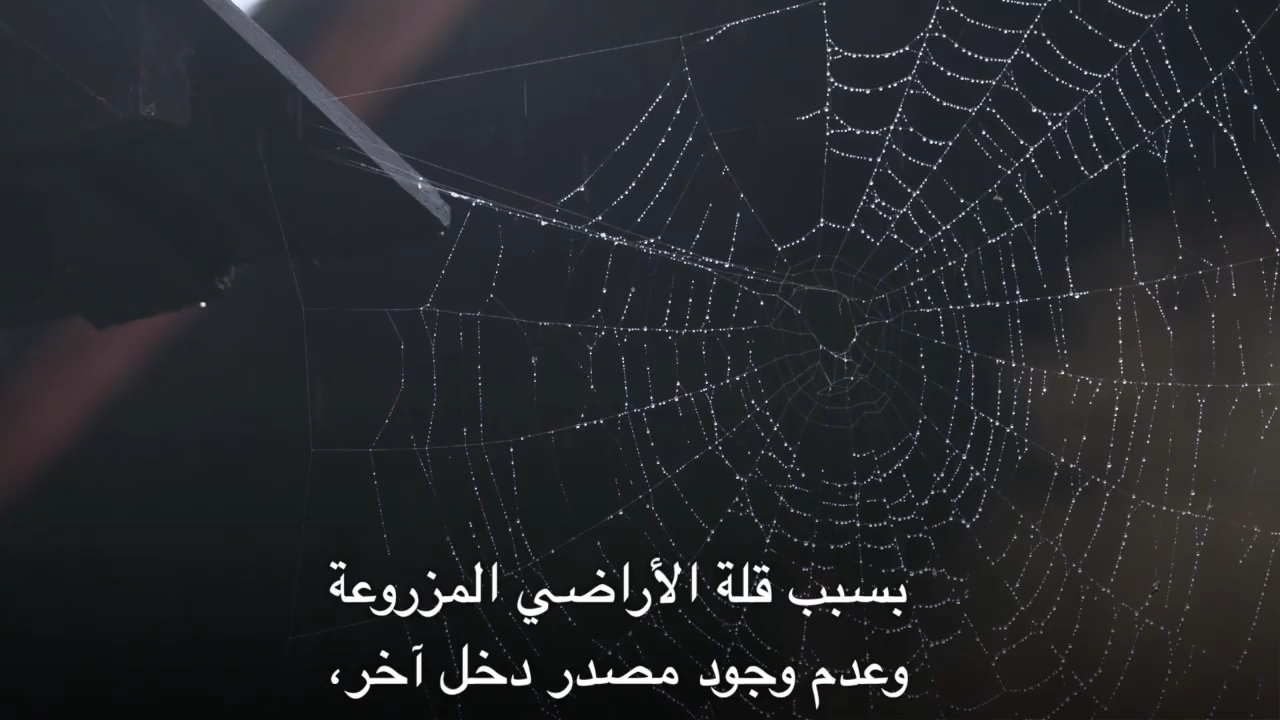 بسبب قلة الأراضي المزروعة
وعدم وجود مصدر دخل آخر،